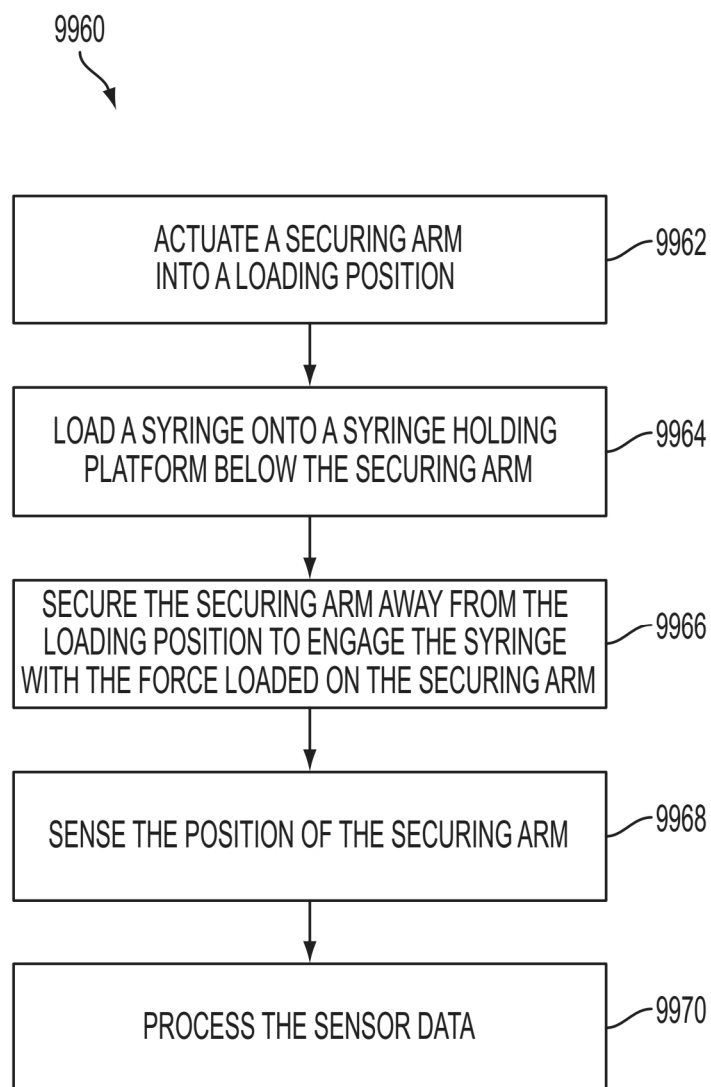 9960
ACTUATE A SECURING ARM
INTO A LOADING POSITION
9962
LOAD A SYRINGE ONTO A SYRINGE HOLDING
PLATFORM BELOW THE SECURING ARM
9964
SECURE THE SECURING ARM AWAY FROM THE
LOADING POSITION TO ENGAGE THE SYRINGE
WITH THE FORCE LOADED ON THE SECURING ARM
9966
SENSE THE POSITION OF THE SECURING ARM
9968
PROCESS THE SENSOR DATA
9970